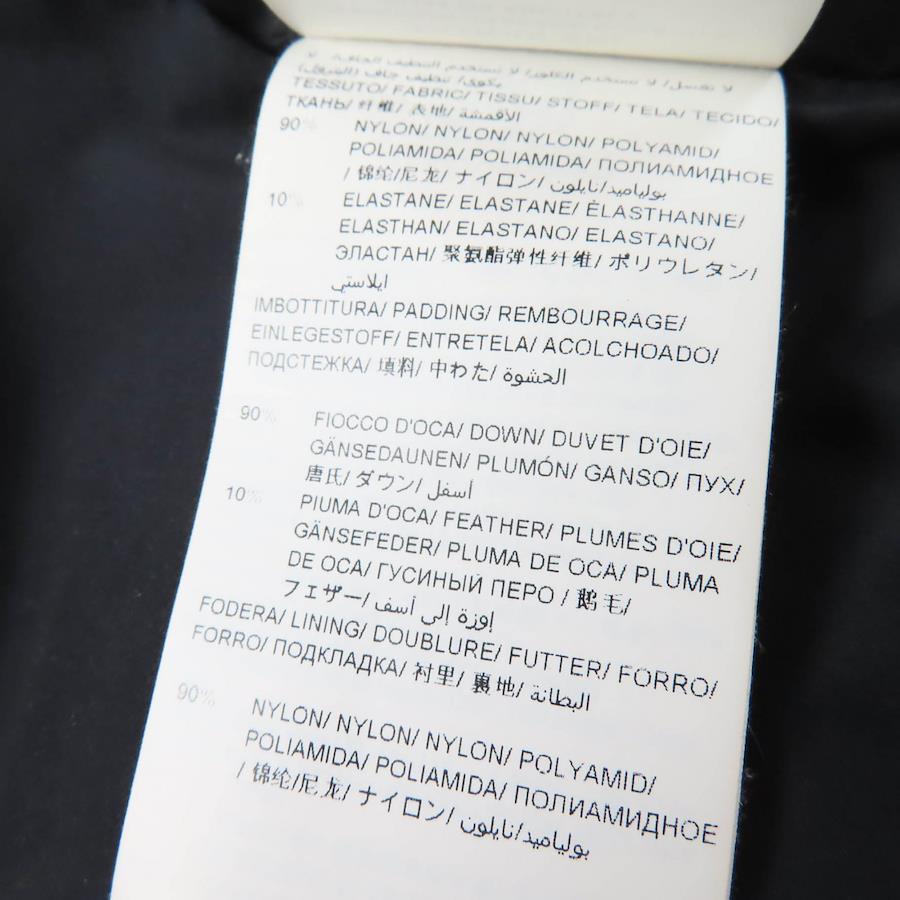 TESSUTO/ FABRIC/ TISSU/ STOFF/ TELA/ TECIDO/
ТКАНЬ/ 纤维/ 表地/ الأقمشة
90% NYLON/ NYLON/ NYLON/ POLYAMID/
POLIAMIDA/ POLIAMIDA/ ПОЛИАМИДНОЕ
/ 锦纶/尼龙/ ナイロン/ بولياميد/نايلون
10% ELASTANE/ ELASTANE/ ÉLASTHANNE/
ELASTHAN/ ELASTANO/ ELASTANO/
ЭЛАСТАН/ 聚氨酯弹性纤维/ ポリウレタン/
ايلاستي
IMBOTTITURA/ PADDING/ REMBOURRAGE/
EINLEGESTOFF/ ENTRETELA/ ACOLCHOADO/
ПОДСТЕЖКА/ 填料/ 中わた/ الحشوة
90% FIOCCO D'OCA/ DOWN/ DUVET D'OIE/
GÄNSEDAUNEN/ PLUMÓN/ GANSO/ ПУХ/
唐氏/ ダウン/ أسفل
10% PIUMA D'OCA/ FEATHER/ PLUMES D'OIE/
GÄNSEFEDER/ PLUMA DE OCA/ PLUMA
DE OCA/ ГУСИНЫЙ ПЕРО / 鹅毛/
フェザー/ إوزة إلى أسف
FODERA/ LINING/ DOUBLURE/ FUTTER/ FORRO/
FORRO/ ПОДКЛАДКА/ 衬里/ 裏地/ البطانة
90% NYLON/ NYLON/ NYLON/ POLYAMID/
POLIAMIDA/ POLIAMIDA/ ПОЛИАМИДНОЕ
/ 锦纶/尼龙/ ナイロン/ بولياميد/نايلون